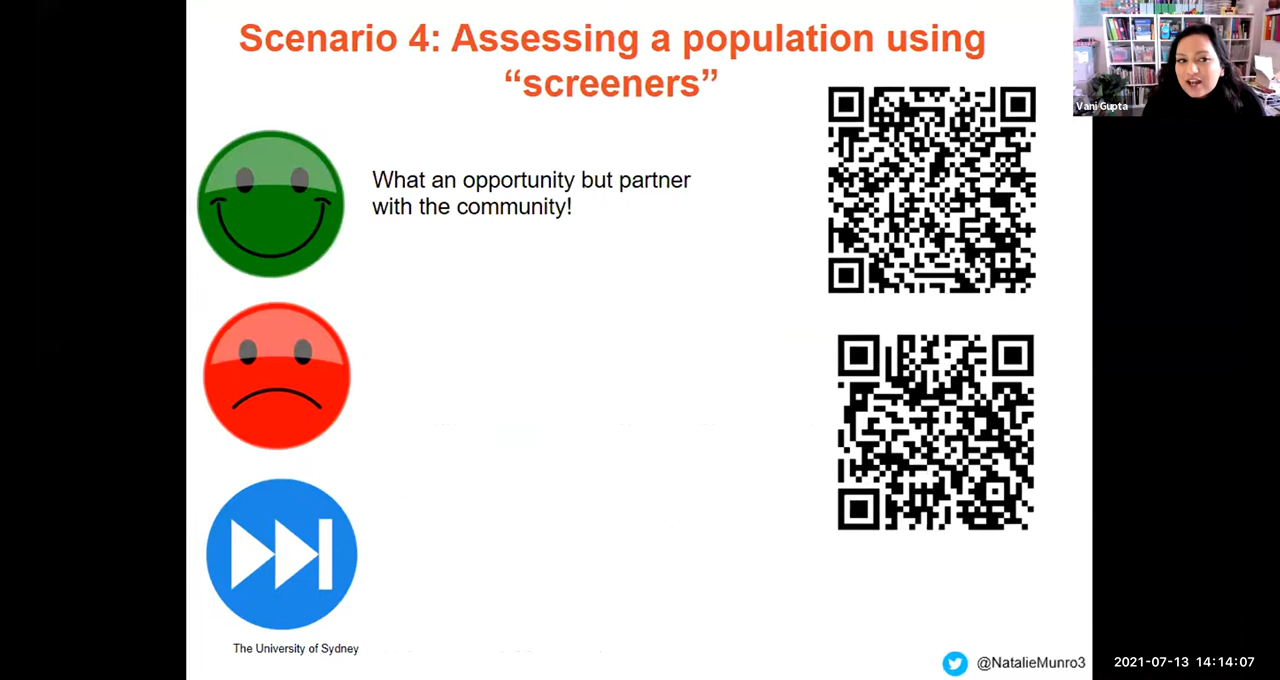 Scenario 4: Assessing a population using
“screeners”
Vani Gupta
What an opportunity but partner
with the community!
The University of Sydney
@NatalieMunro3
2021-07-13 14:14:07